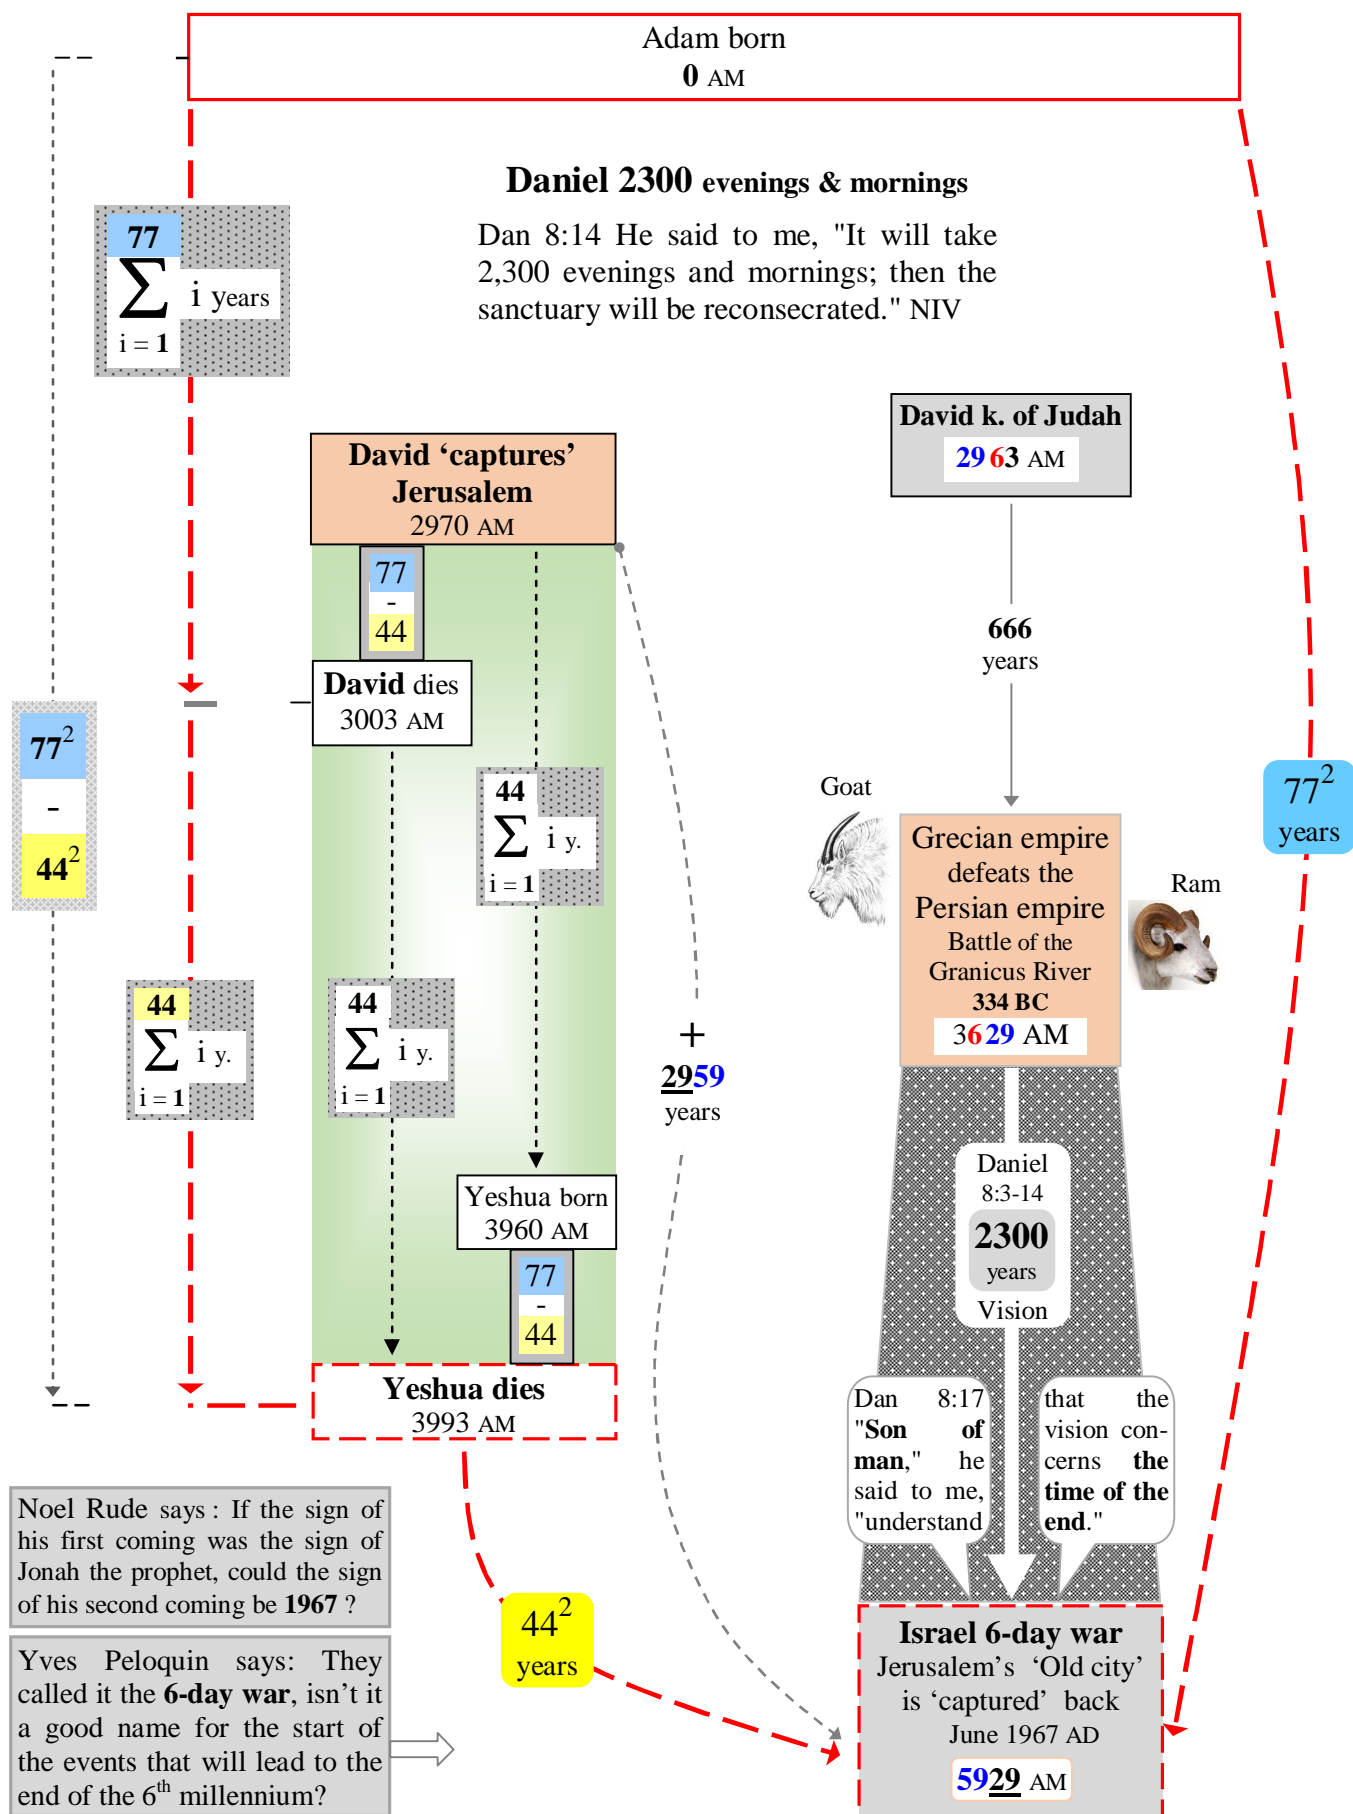 Adam born
0 AM
Daniel 2300 evenings & mornings
Dan 8:14 He said to me, "It will take
2,300 evenings and mornings; then the
sanctuary will be reconsecrated." NIV
77
∑ i years
i = 1
David k. of Judah
2963 AM
David ‘captures’
Jerusalem
2970 AM
77
-
44
666
years
David dies
3003 AM
77²
-
44²
44
∑ i y.
i = 1
77²
years
Goat
Grecian empire
defeats the
Persian empire
Battle of the
Granicus River
334 BC
3629 AM
Ram
44
∑ i y.
i = 1
44
∑ i y.
i = 1
+
2959
years
Daniel
8:3-14
2300
years
Vision
Yeshua born
3960 AM
77
-
44
Yeshua dies
3993 AM
Dan 8:17
"Son of
man," he
said to me,
"understand
that the
vision con-
cerns the
time of the
end."
Noel Rude says : If the sign of
his first coming was the sign of
Jonah the prophet, could the sign
of his second coming be 1967 ?
44²
years
Yves Peloquin says: They
called it the 6-day war, isn’t it
a good name for the start of
the events that will lead to the
end of the 6th millennium?
Israel 6-day war
Jerusalem’s ‘Old city’
is ‘captured’ back
June 1967 AD
5929 AM